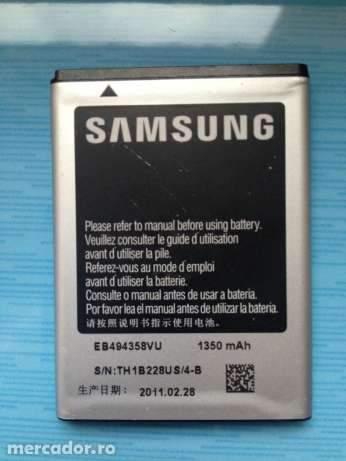 SAMSUNG
Please refer to manual before using battery.
Veuillez consulter le guide d'utilisation
avant d'utiliser la pile.
Referez-vous au mode d'emploi
avant d'utiliser la batterie.
Consulte o manual antes de usar a bateria.
Por favor lea el manual antes de utilizar la bateria.
请按照说明书指示使用电池。
EB494358VU 1350 mAh
S/N:TH1B228US/4-B
生产日期: 2011.02.28
mercador.ro